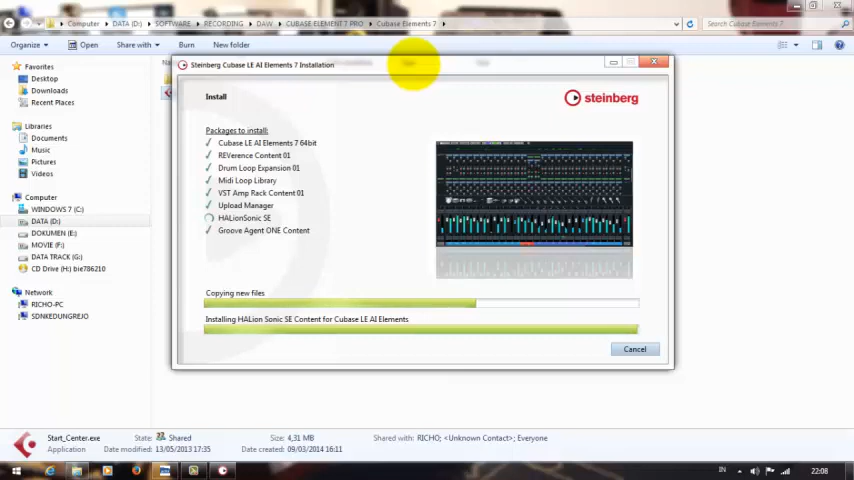 Computer ▸ DATA (D:) ▸ SOFTWARE ▸ RECORDING ▸ DAW ▸ CUBASE ELEMENT 7 PRO ▸ Cubase Elements 7 ▸
Search Cubase Elements 7
Organize ▾ Open Share with ▾ Burn New folder
Favorites
Desktop
Downloads
Recent Places
Libraries
Documents
Music
Pictures
Videos
Computer
WINDOWS 7 (C:)
DATA (D:)
DOKUMEN (E:)
MOVIE (F:)
DATA TRACK (G:)
CD Drive (H:) bie786210
Network
RICHO-PC
SDNKEDUNGREJO
Steinberg Cubase LE AI Elements 7 Installation
Install
steinberg
Packages to install:
Cubase LE AI Elements 7 64bit
REVerence Content 01
Drum Loop Expansion 01
Midi Loop Library
VST Amp Rack Content 01
Upload Manager
HALionSonic SE
Groove Agent ONE Content
Copying new files
Installing HALion Sonic SE Content for Cubase LE AI Elements
Cancel
Start_Center.exe State: Shared Size: 4,31 MB Shared with: RICHO; <Unknown Contact>; Everyone
Application Date modified: 13/05/2013 17:35 Date created: 09/03/2014 16:11
IN 22:08